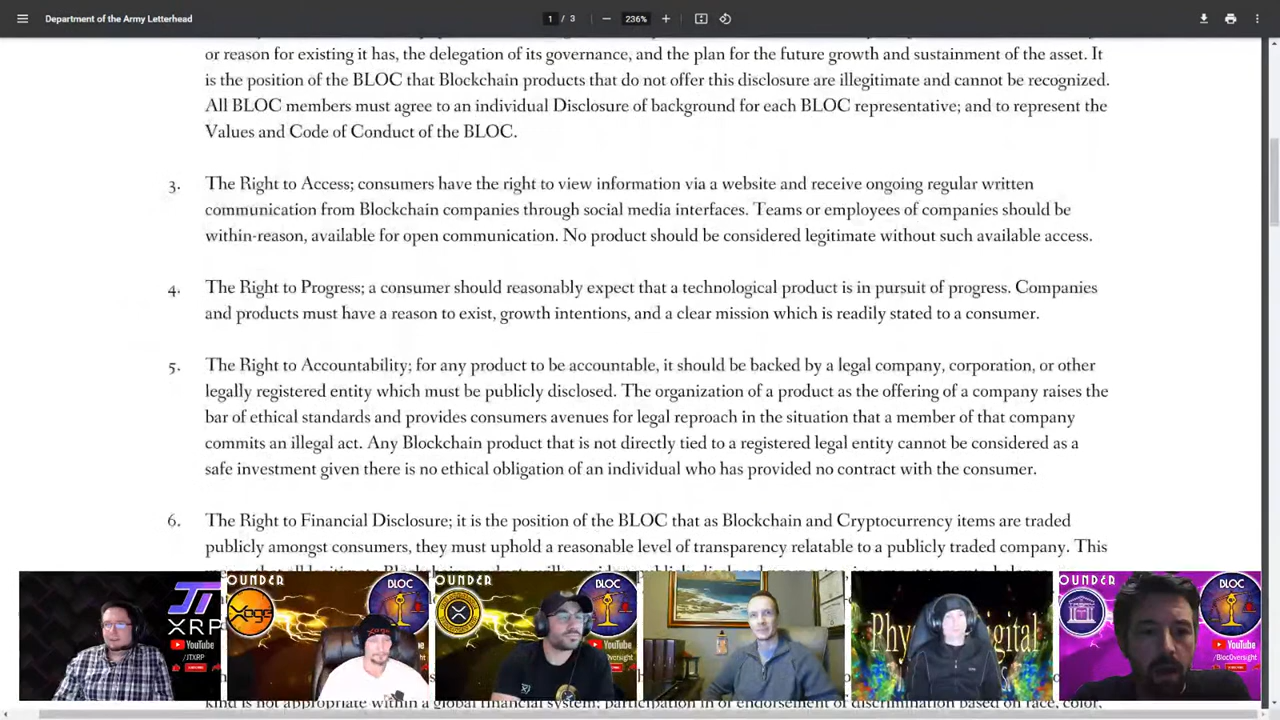 Department of the Army Letterhead
1 / 3
236%
or reason for existing it has, the delegation of its governance, and the plan for the future growth and sustainment of the asset. It
is the position of the BLOC that Blockchain products that do not offer this disclosure are illegitimate and cannot be recognized.
All BLOC members must agree to an individual Disclosure of background for each BLOC representative; and to represent the
Values and Code of Conduct of the BLOC.
3. The Right to Access; consumers have the right to view information via a website and receive ongoing regular written
communication from Blockchain companies through social media interfaces. Teams or employees of companies should be
within-reason, available for open communication. No product should be considered legitimate without such available access.
4. The Right to Progress; a consumer should reasonably expect that a technological product is in pursuit of progress. Companies
and products must have a reason to exist, growth intentions, and a clear mission which is readily stated to a consumer.
5. The Right to Accountability; for any product to be accountable, it should be backed by a legal company, corporation, or other
legally registered entity which must be publicly disclosed. The organization of a product as the offering of a company raises the
bar of ethical standards and provides consumers avenues for legal reproach in the situation that a member of that company
commits an illegal act. Any Blockchain product that is not directly tied to a registered legal entity cannot be considered as a
safe investment given there is no ethical obligation of an individual who has provided no contract with the consumer.
6. The Right to Financial Disclosure; it is the position of the BLOC that as Blockchain and Cryptocurrency items are traded
publicly amongst consumers, they must uphold a reasonable level of transparency relatable to a publicly traded company. This
JT
XRP
YouTube
/JTXRP
OUNDER
BLOC
Xoge
OUNDER
BLOC
YouTube
Phy
gital
OUNDER
BLOC
YouTube
/BlocOversight
kind is not appropriate within a global financial system; participation in or endorsement of discrimination based on race, color,